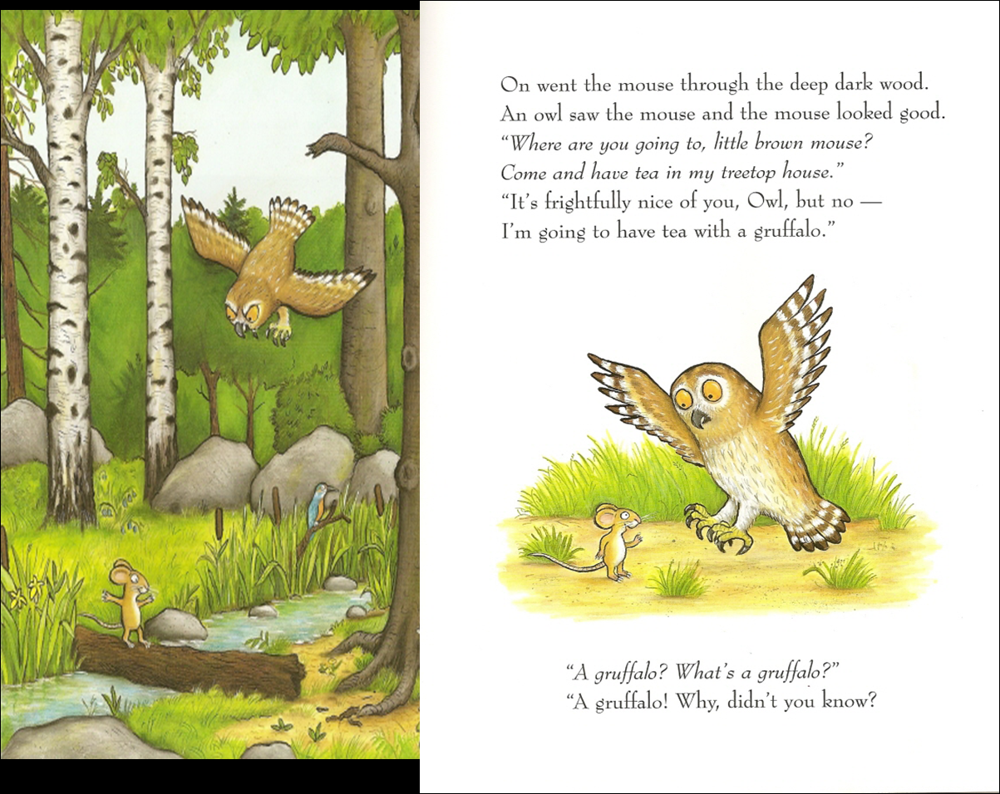 On went the mouse through the deep dark wood.
An owl saw the mouse and the mouse looked good.
“Where are you going to, little brown mouse?
Come and have tea in my treetop house.”
“It’s frightfully nice of you, Owl, but no —
I’m going to have tea with a gruffalo.”
“A gruffalo? What’s a gruffalo?”
“A gruffalo! Why, didn’t you know?